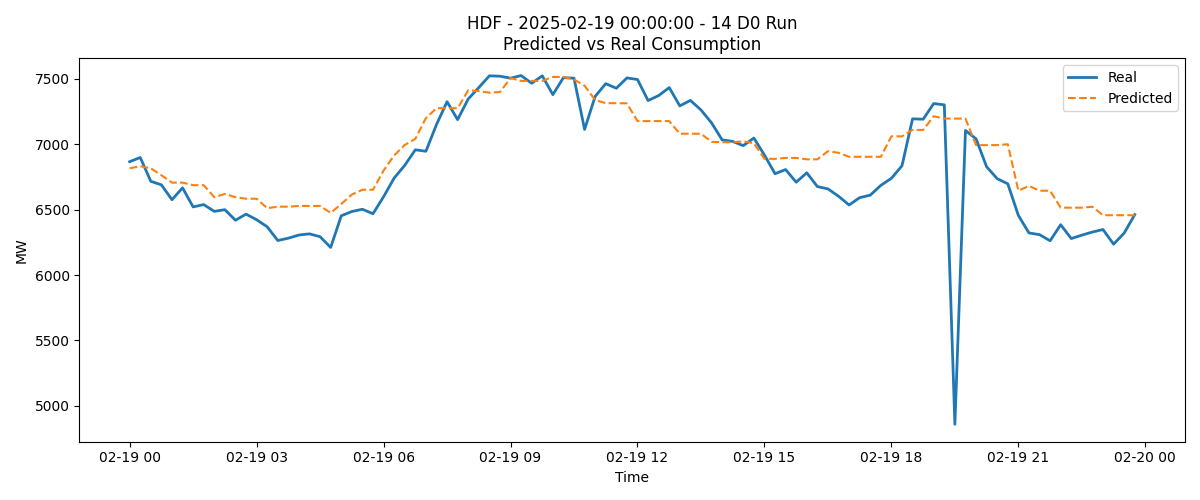 HDF - 2025-02-19 00:00:00 - 14 D0 Run
Predicted vs Real Consumption
Real
Predicted
7500
7000
6500
6000
5500
5000
MW
02-19 00
02-19 03
02-19 06
02-19 09
02-19 12
02-19 15
02-19 18
02-19 21
02-20 00
Time